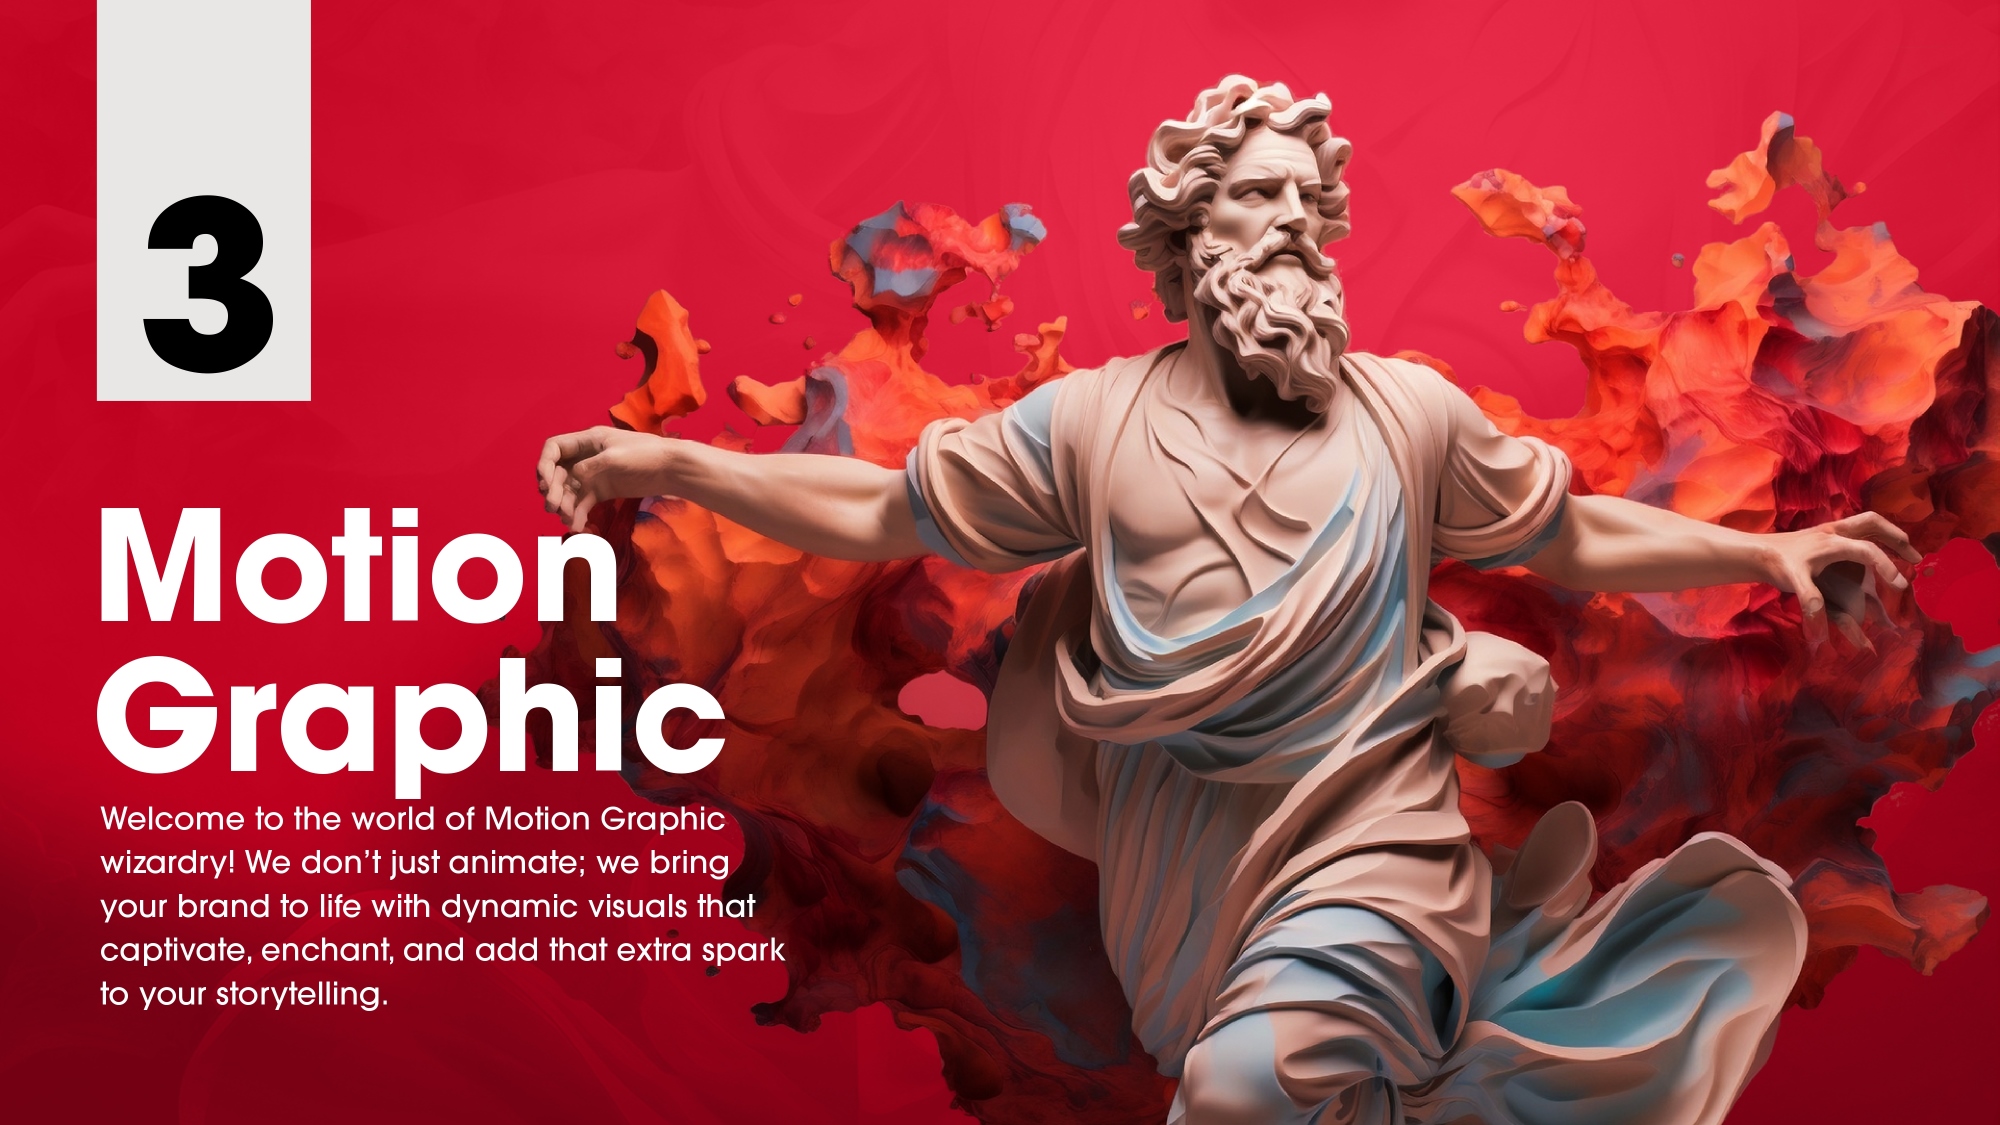 3
Motion
Graphic
Welcome to the world of Motion Graphic
wizardry! We don’t just animate; we bring
your brand to life with dynamic visuals that
captivate, enchant, and add that extra spark
to your storytelling.